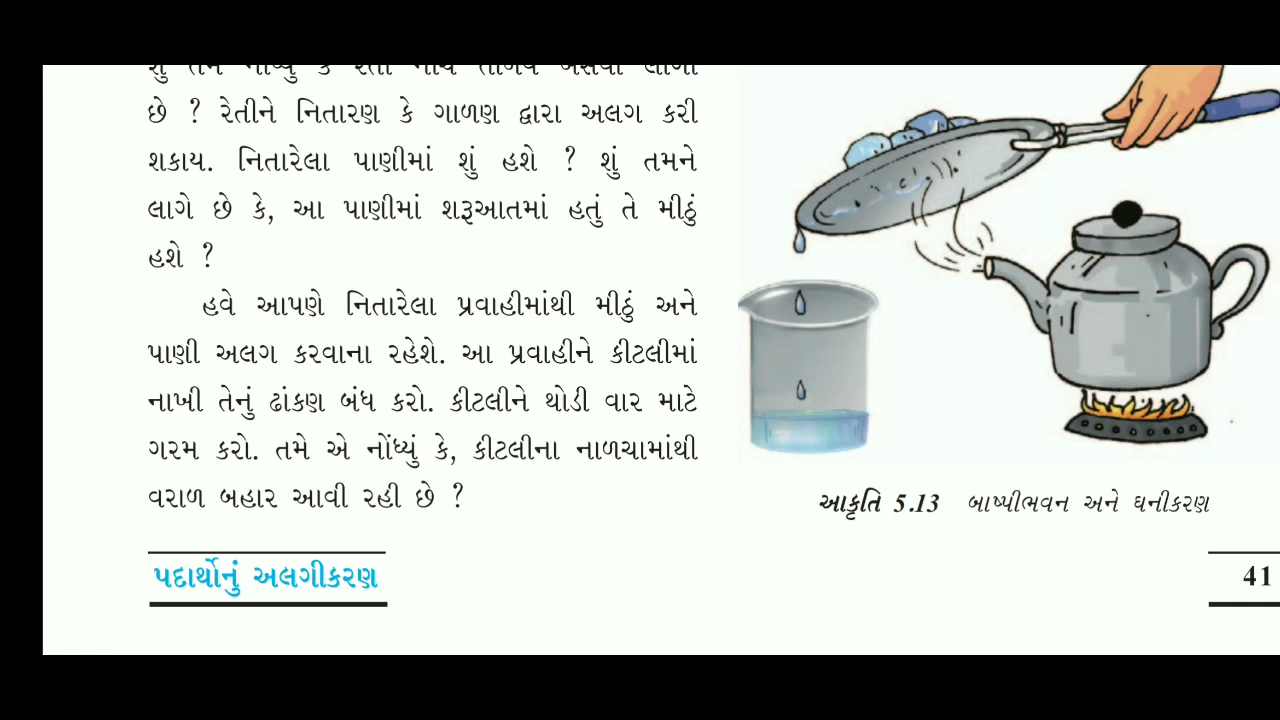 છે ? રેતીને નિતારણ કે ગાળણ દ્વારા અલગ કરી
શકાય. નિતારેલા પાણીમાં શું હશે ? શું તમને
લાગે છે કે, આ પાણીમાં શરૂઆતમાં હતું તે મીઠું
હશે ?
હવે આપણે નિતારેલા પ્રવાહીમાંથી મીઠું અને
પાણી અલગ કરવાના રહેશે. આ પ્રવાહીને કીટલીમાં
નાખી તેનું ઢાંકણ બંધ કરો. કીટલીને થોડી વાર માટે
ગરમ કરો. તમે એ નોંધ્યું કે, કીટલીના નાળચામાંથી
વરાળ બહાર આવી રહી છે ?
આકૃતિ 5.13 બાષ્પીભવન અને ઘનીકરણ
પદાર્થોનું અલગીકરણ
41